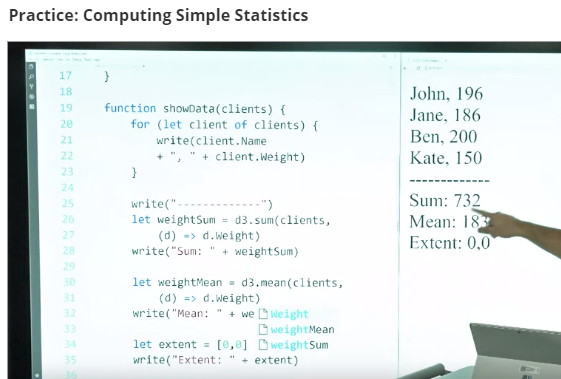 Practice: Computing Simple Statistics
17 }
18
19 function showData(clients) {
20 for (let client of clients) {
21 write(client.Name
22 + ", " + client.Weight)
23 }
24
25 write("-------------")
26 let weightSum = d3.sum(clients,
27 (d) => d.Weight)
28 write("Sum: " + weightSum)
29
30 let weightMean = d3.mean(clients,
31 (d) => d.Weight)
32 write("Mean: " + we Weight
33 weightMean
34 let extent = [0,0] weightSum
35 write("Extent: " + extent)
36
John, 196
Jane, 186
Ben, 200
Kate, 150
-------------
Sum: 732
Mean: 183
Extent: 0,0